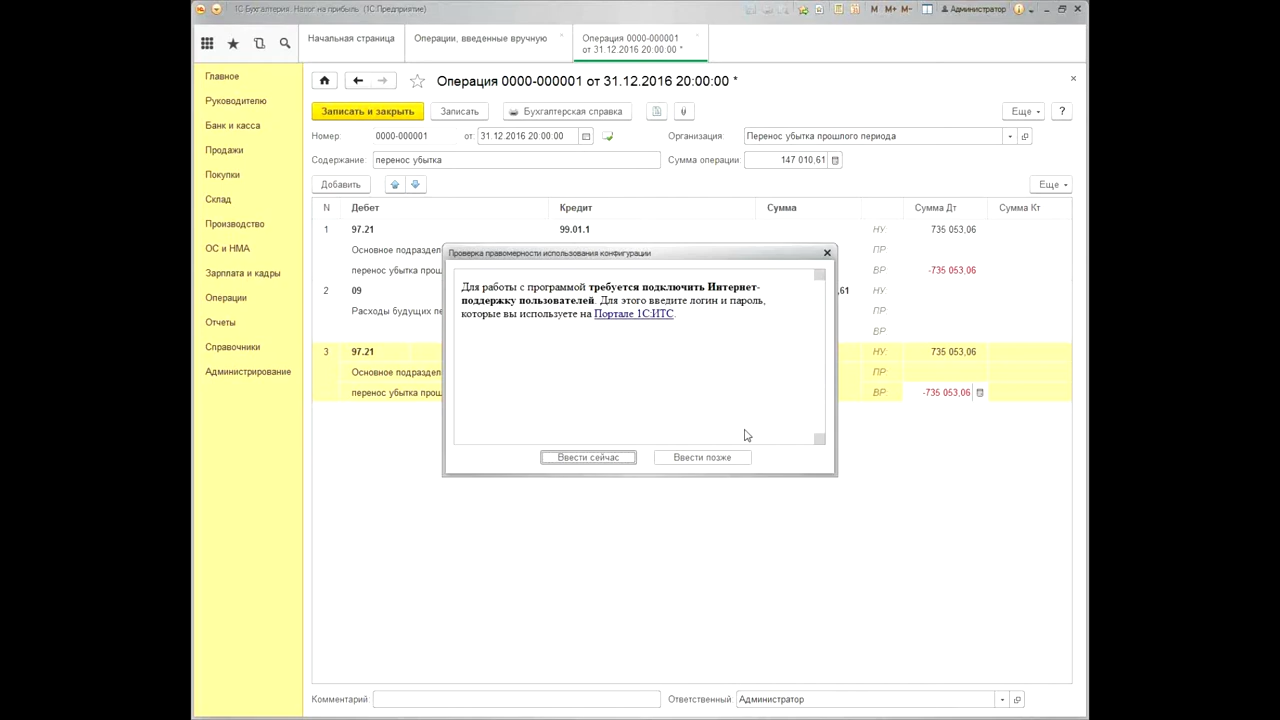 1С Бухгалтерия. Налог на прибыль (1С:Предприятие)
M M+ M- Администратор
Начальная страница
Операции, введенные вручную
Операция 0000-000001
от 31.12.2016 20:00:00 *
Главное
Руководителю
Банк и касса
Продажи
Покупки
Склад
Производство
ОС и НМА
Зарплата и кадры
Операции
Отчеты
Справочники
Администрирование
Операция 0000-000001 от 31.12.2016 20:00:00 *
Записать и закрыть Записать Бухгалтерская справка Еще ?
Номер: 0000-000001 от: 31.12.2016 20:00:00 Организация: Перенос убытка прошлого периода
Содержание: перенос убытка Сумма операции: 147 010,61
Добавить Еще
N Дебет Кредит Сумма Сумма Дт Сумма Кт
1 97.21 99.01.1 НУ: 735 053,06
Основное подразд ПР:
перенос убытка прош ВР: -735 053,06
2 09 ,61 НУ:
Расходы будущих пе ПР:
ВР:
3 97.21 НУ: 735 053,06
Основное подразд ПР:
перенос убытка прош ВР: -735 053,06
Проверка правомерности использования конфигурации
Для работы с программой требуется подключить Интернет-
поддержку пользователей. Для этого введите логин и пароль,
которые вы используете на Портале 1С:ИТС.
Ввести сейчас Ввести позже
Комментарий: Ответственный: Администратор